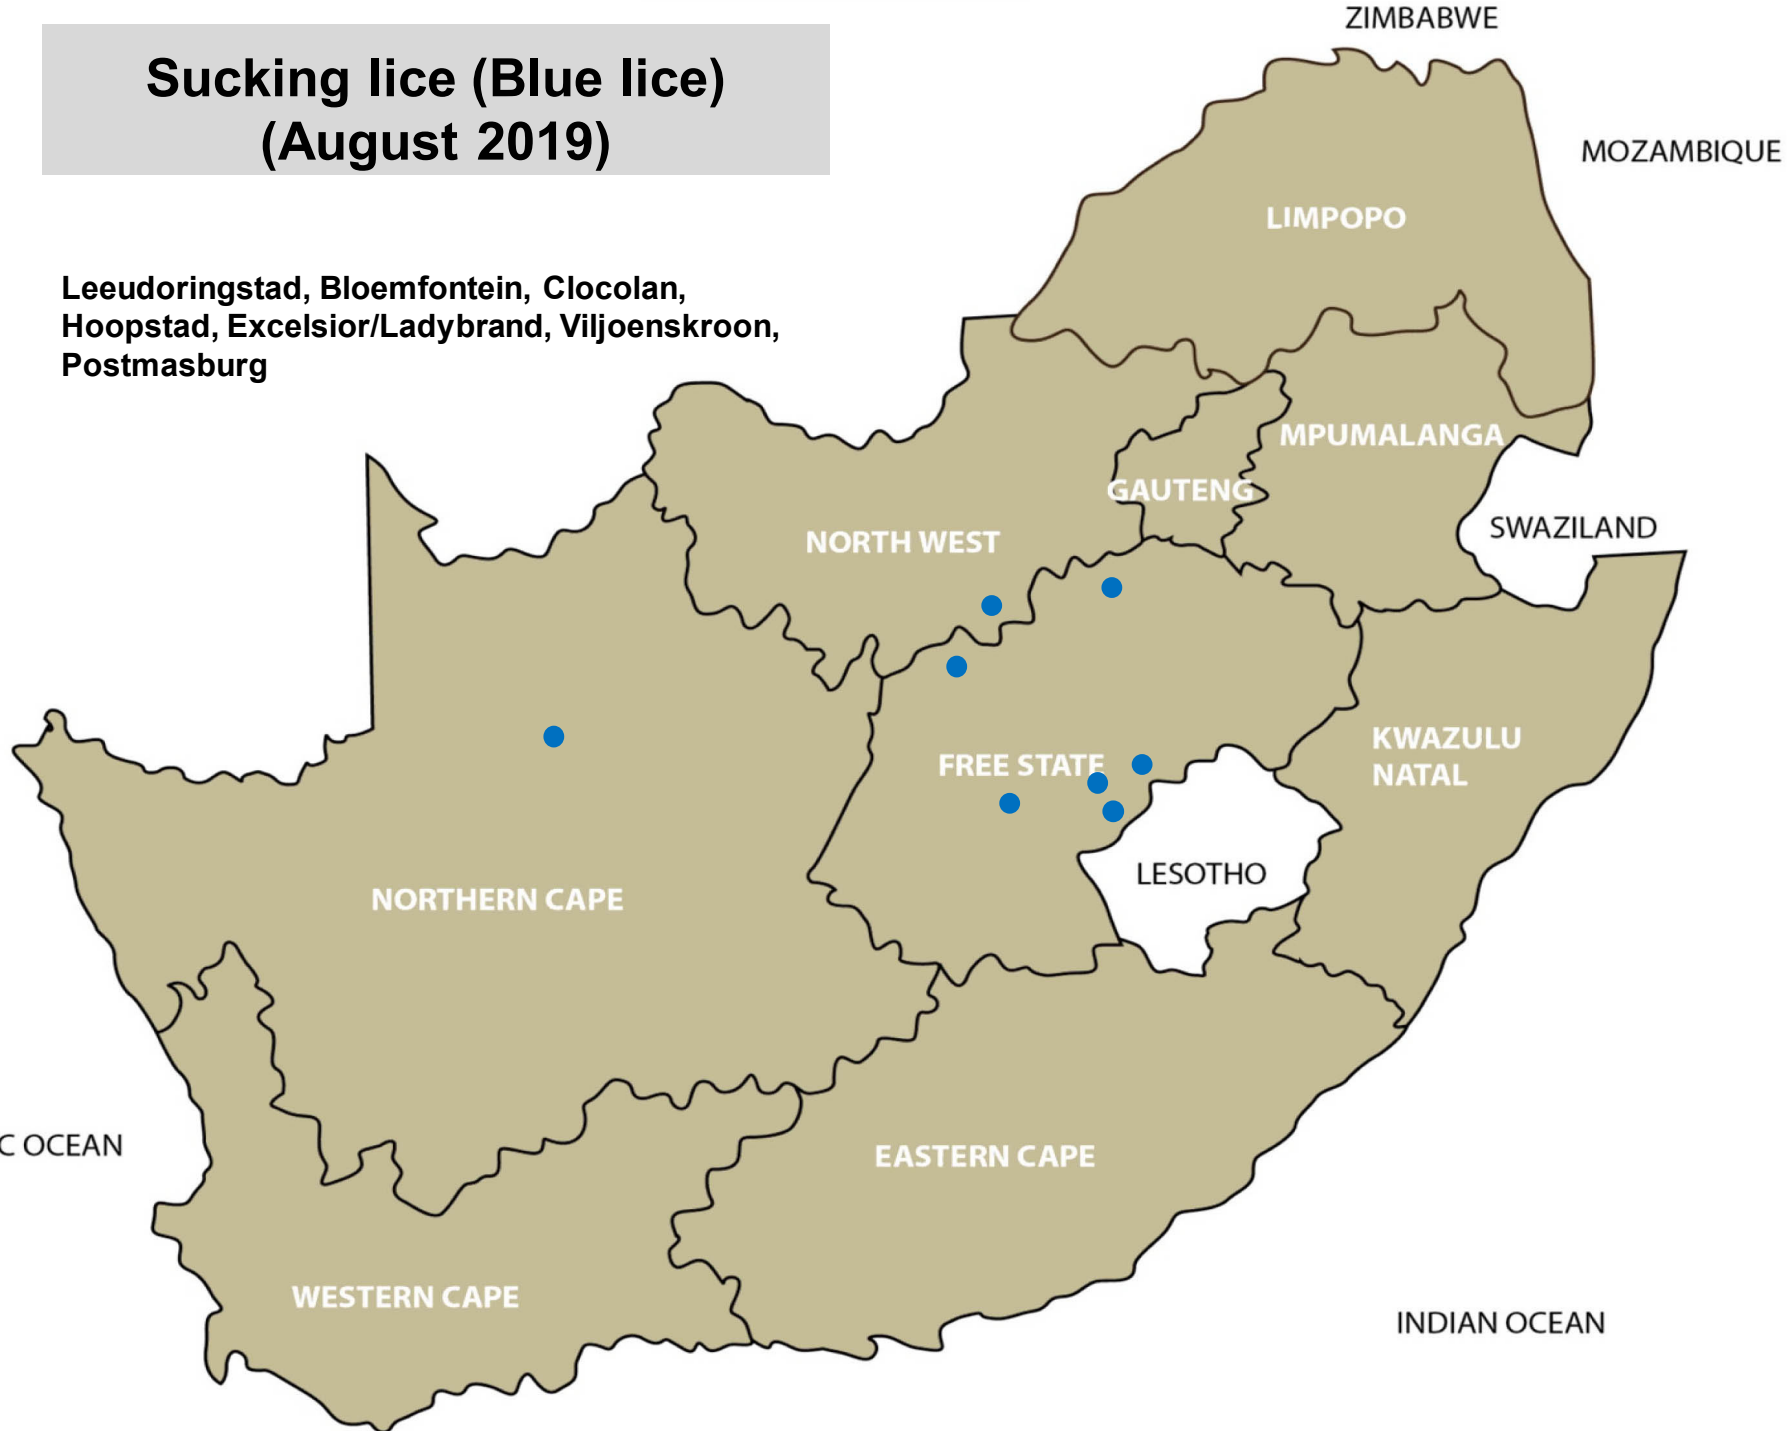 Sucking lice (Blue lice)
(August 2019)
Leeudoringstad, Bloemfontein, Clocolan,
Hoopstad, Excelsior/Ladybrand, Viljoenskroon,
Postmasburg
ZIMBABWE
MOZAMBIQUE
LIMPOPO
MPUMALANGA
GAUTENG
SWAZILAND
NORTH WEST
KWAZULU
NATAL
FREE STATE
LESOTHO
NORTHERN CAPE
C OCEAN
EASTERN CAPE
WESTERN CAPE
INDIAN OCEAN